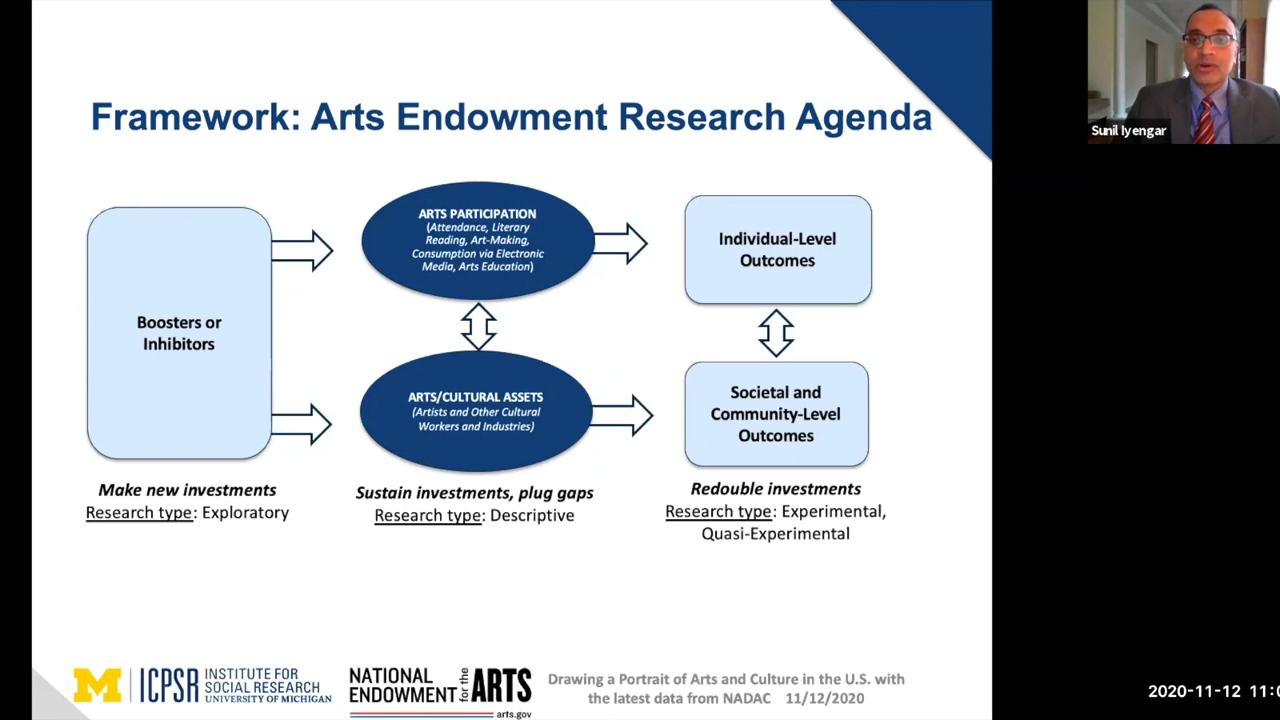 Framework: Arts Endowment Research Agenda
Sunil Iyengar
Boosters or
Inhibitors
ARTS PARTICIPATION
(Attendance, Literary
Reading, Art-Making,
Consumption via Electronic
Media, Arts Education)
Individual-Level
Outcomes
ARTS/CULTURAL ASSETS
(Artists and Other Cultural
Workers and Industries)
Societal and
Community-Level
Outcomes
Make new investments
Research type: Exploratory
Sustain investments, plug gaps
Research type: Descriptive
Redouble investments
Research type: Experimental,
Quasi-Experimental
M ICPSR
INSTITUTE FOR
SOCIAL RESEARCH
UNIVERSITY OF MICHIGAN
NATIONAL
ENDOWMENT
for the
ARTS
arts.gov
Drawing a Portrait of Arts and Culture in the U.S. with
the latest data from NADAC 11/12/2020
2020-11-12 11:0